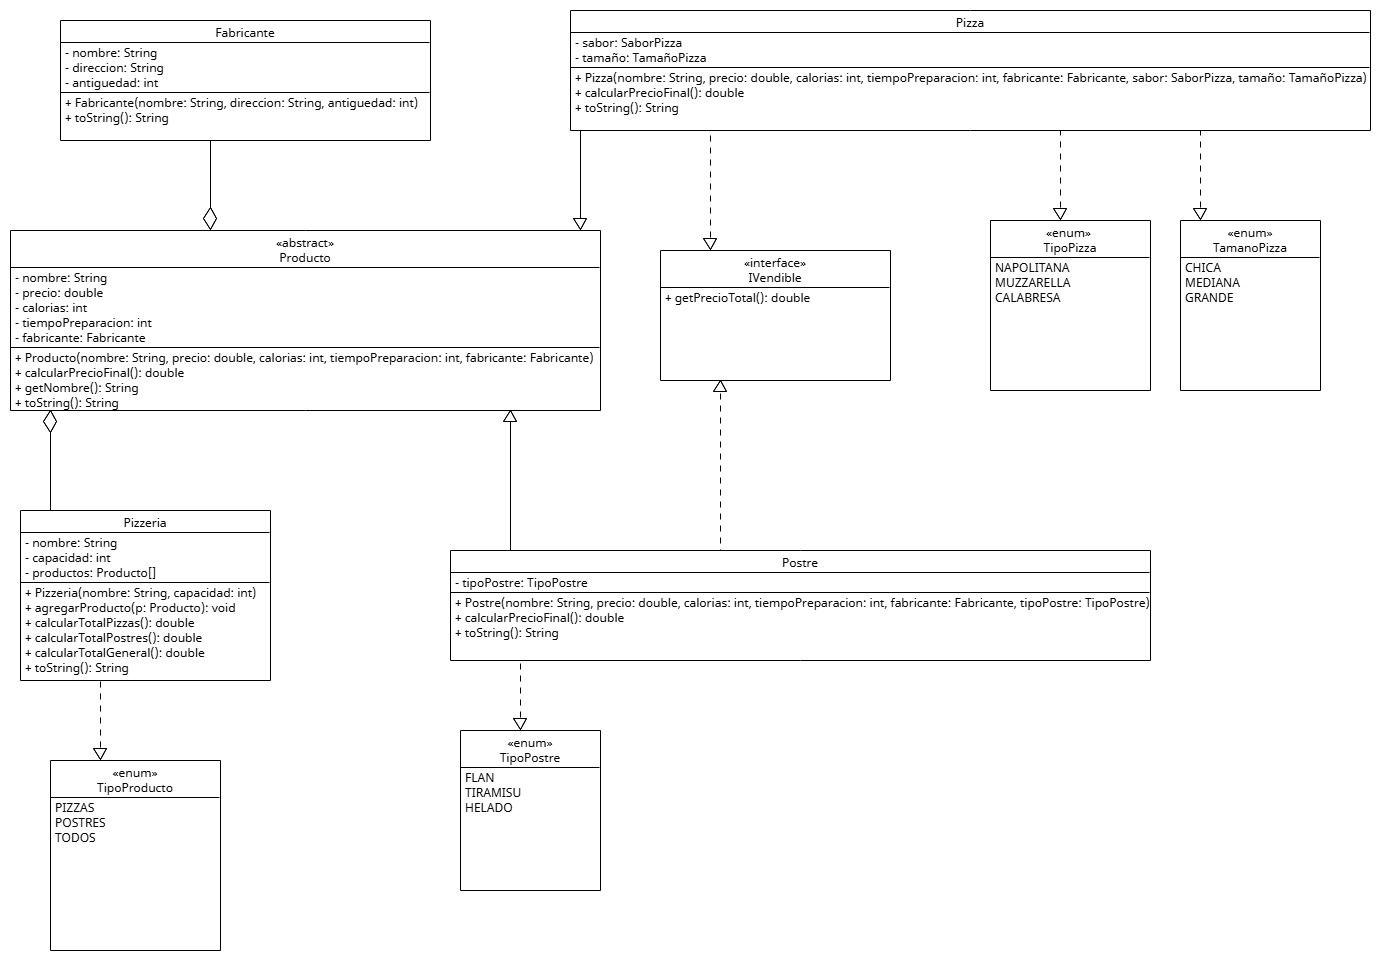 Fabricante
- nombre: String
- direccion: String
- antiguedad: int
+ Fabricante(nombre: String, direccion: String, antiguedad: int)
+ toString(): String
Pizza
- sabor: SaborPizza
- tamaño: TamañoPizza
+ Pizza(nombre: String, precio: double, calorias: int, tiempoPreparacion: int, fabricante: Fabricante, sabor: SaborPizza, tamaño: TamañoPizza)
+ calcularPrecioFinal(): double
+ toString(): String
«abstract»
Producto
- nombre: String
- precio: double
- calorias: int
- tiempoPreparacion: int
- fabricante: Fabricante
+ Producto(nombre: String, precio: double, calorias: int, tiempoPreparacion: int, fabricante: Fabricante)
+ calcularPrecioFinal(): double
+ getNombre(): String
+ toString(): String
«interface»
IVendible
+ getPrecioTotal(): double
«enum»
TipoPizza
NAPOLITANA
MUZZARELLA
CALABRESA
«enum»
TamanoPizza
CHICA
MEDIANA
GRANDE
Pizzeria
- nombre: String
- capacidad: int
- productos: Producto[]
+ Pizzeria(nombre: String, capacidad: int)
+ agregarProducto(p: Producto): void
+ calcularTotalPizzas(): double
+ calcularTotalPostres(): double
+ calcularTotalGeneral(): double
+ toString(): String
Postre
- tipoPostre: TipoPostre
+ Postre(nombre: String, precio: double, calorias: int, tiempoPreparacion: int, fabricante: Fabricante, tipoPostre: TipoPostre)
+ calcularPrecioFinal(): double
+ toString(): String
«enum»
TipoProducto
PIZZAS
POSTRES
TODOS
«enum»
TipoPostre
FLAN
TIRAMISU
HELADO